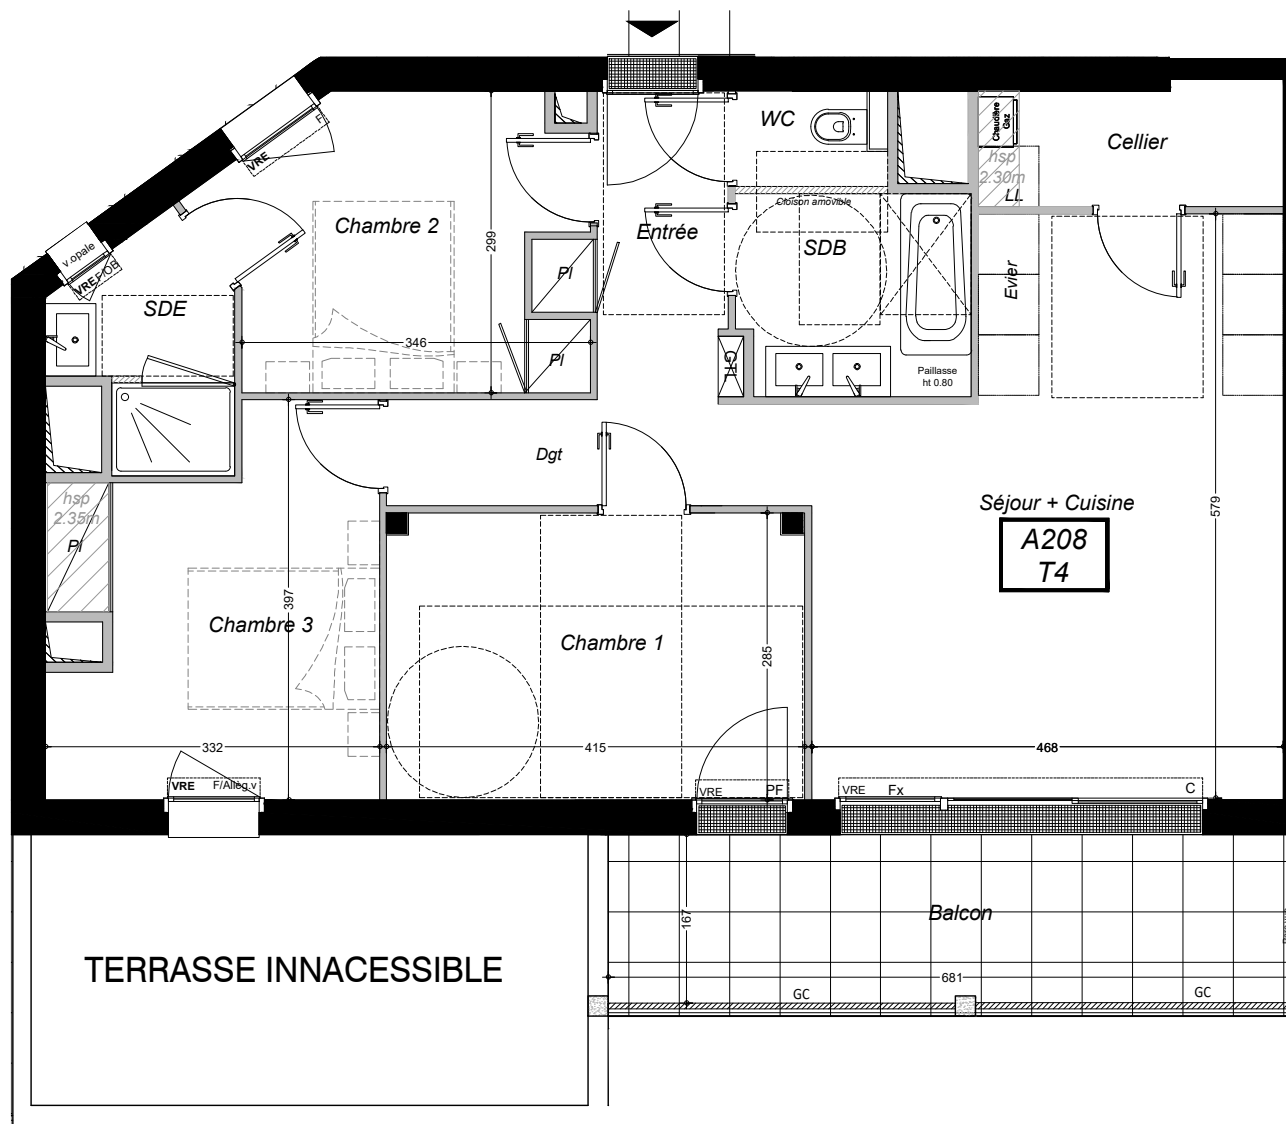 WC
Chaudière
Gaz
Cellier
hsp
2.30m
LL
F
VRE
Chambre 2
299
Entrée
Cloison amovible
SDB
Evier
v.opale
VRE
F/OB
SDE
Pl
346
Pl
GTL
Paillasse
ht 0.80
Dgt
hsp
2.35m
Pl
Séjour + Cuisine
579
A208
T4
397
Chambre 3
Chambre 1
285
332
415
468
VRE
F/Allèg.v
VRE
PF
VRE
Fx
C
167
Balcon
TERRASSE INNACESSIBLE
681
GC
GC